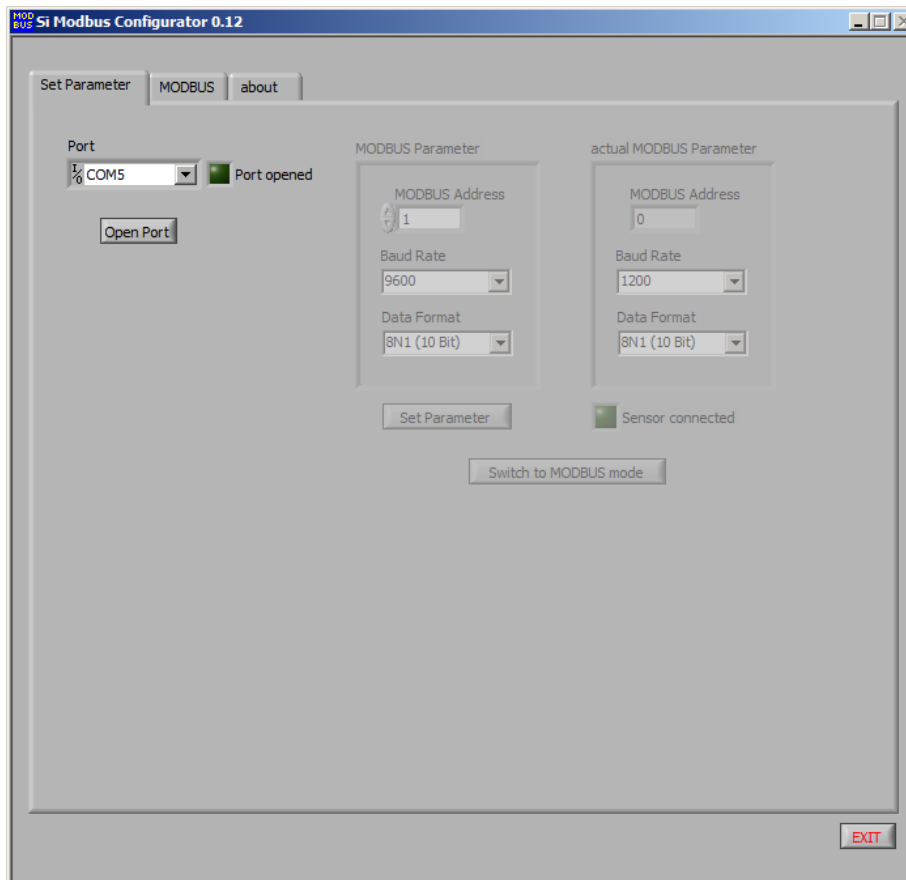 MOD
BUS
Si Modbus Configurator 0.12
Set Parameter
MODBUS
about
Port
I/O
COM5
Port opened
Open Port
MODBUS Parameter
MODBUS Address
1
Baud Rate
9600
Data Format
8N1 (10 Bit)
Set Parameter
actual MODBUS Parameter
MODBUS Address
0
Baud Rate
1200
Data Format
8N1 (10 Bit)
Sensor connected
Switch to MODBUS mode
EXIT